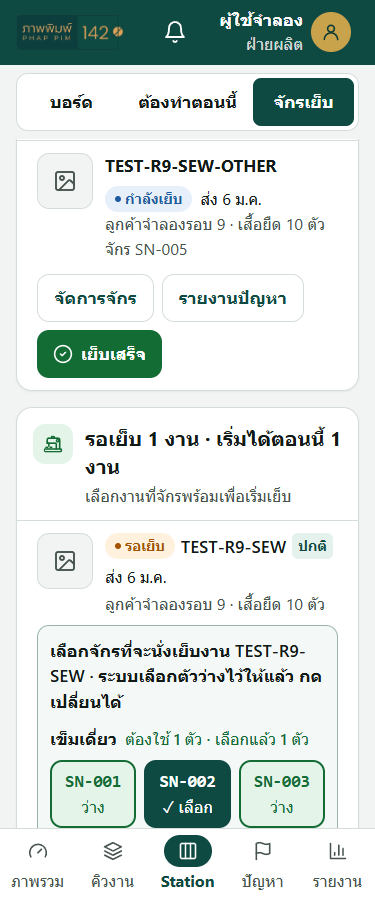 ภาพพิมพ์ 142
PHAP PIM
ผู้ใช้จำลอง
ฝ่ายผลิต
บอร์ด ต้องทำตอนนี้ จักรเย็บ
TEST-R9-SEW-OTHER
กำลังเย็บ ส่ง 6 ม.ค.
ลูกค้าจำลองรอบ 9 · เสื้อยืด 10 ตัว
จักร SN-005
จัดการจักร รายงานปัญหา
เย็บเสร็จ
รอเย็บ 1 งาน · เริ่มได้ตอนนี้ 1
งาน
เลือกงานที่จักรพร้อมเพื่อเริ่มเย็บ
รอเย็บ TEST-R9-SEW ปกติ
ส่ง 6 ม.ค.
ลูกค้าจำลองรอบ 9 · เสื้อยืด 10 ตัว
เลือกจักรที่จะนั่งเย็บงาน TEST-R9-
SEW · ระบบเลือกตัวว่างไว้ให้แล้ว กด
เปลี่ยนได้
เข็มเดี่ยว ต้องใช้ 1 ตัว · เลือกแล้ว 1 ตัว
SN-001 SN-002 SN-003
ว่าง ✓ เลือก ว่าง
ภาพรวม คิวงาน Station ปัญหา รายงาน